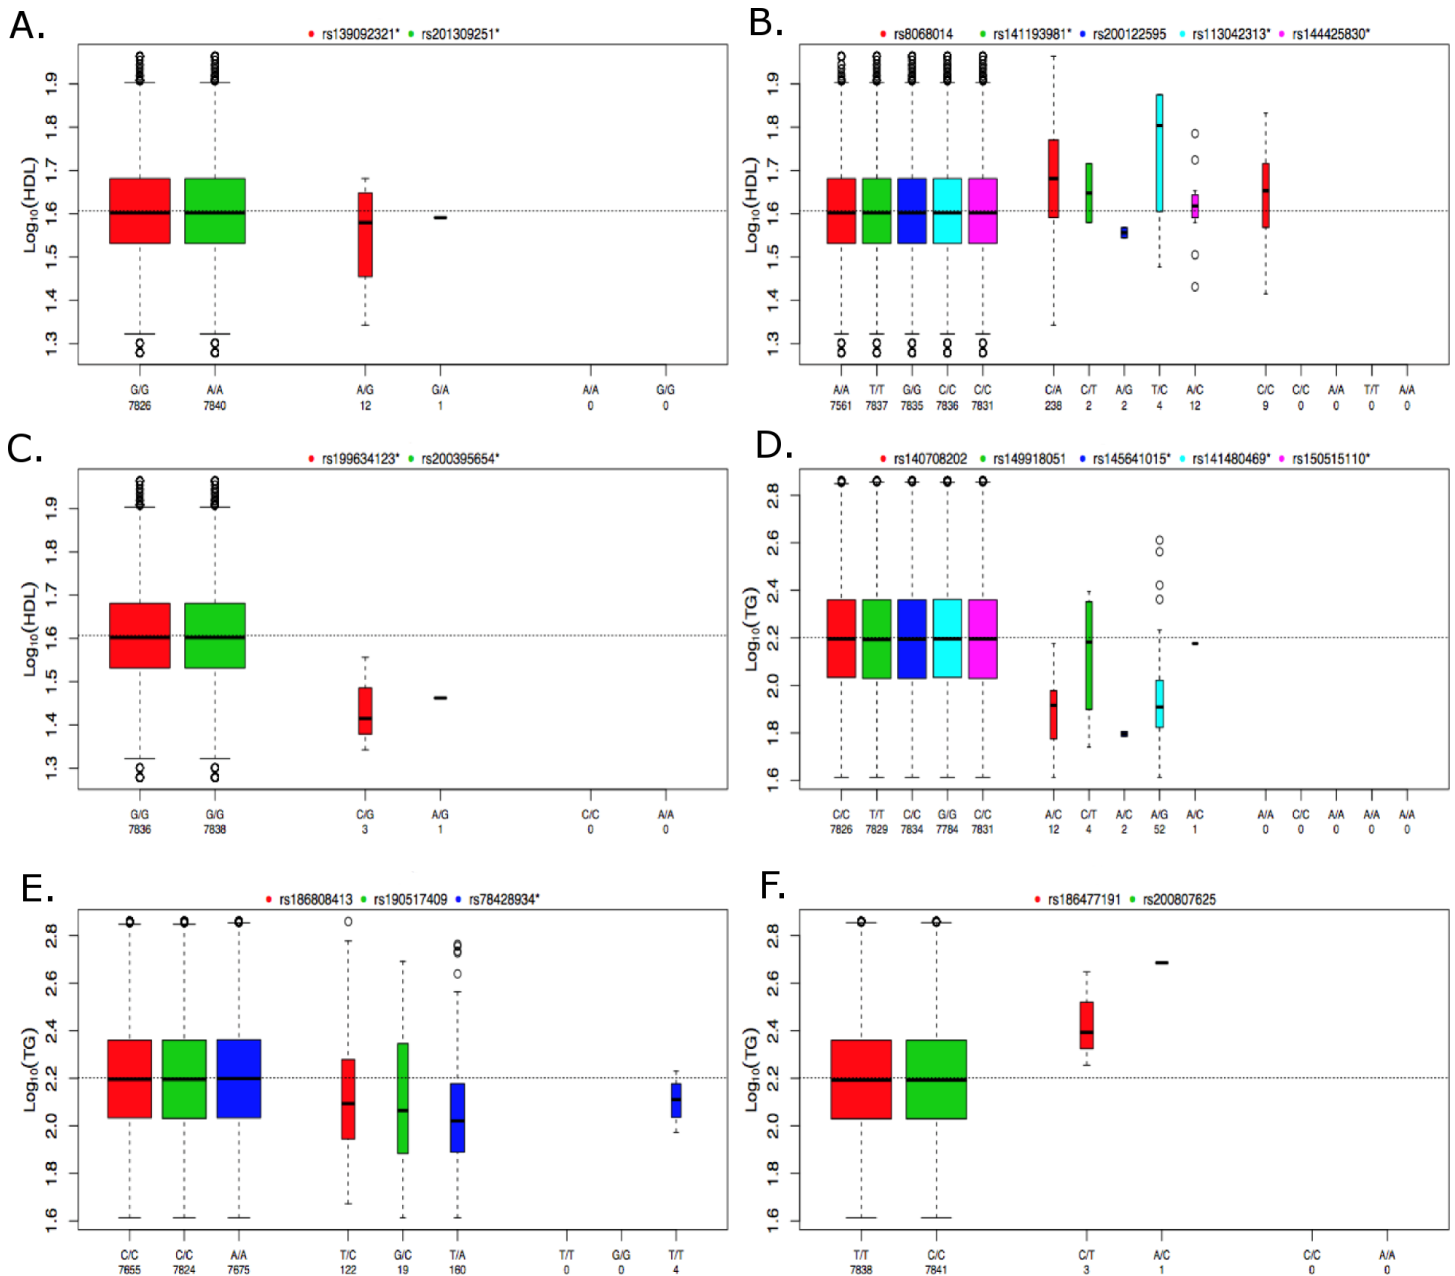 A.
rs139092321* rs201309251*
Log10(HDL)
1.9
1.8
1.7
1.6
1.5
1.4
1.3
G/G A/A A/G G/A A/A G/G
7826 7840 12 1 0 0
B.
rs8068014 rs141193981* rs200122595 rs113042313* rs144425830*
Log10(HDL)
1.9
1.8
1.7
1.6
1.5
1.4
1.3
A/A T/T G/G C/C C/C C/A C/T A/G T/C A/C C/C C/C A/A T/T A/A
7561 7837 7835 7836 7831 238 2 2 4 12 9 0 0 0 0
C.
rs199634123* rs200395654*
Log10(HDL)
1.9
1.8
1.7
1.6
1.5
1.4
1.3
G/G G/G C/G A/G C/C A/A
7836 7838 3 1 0 0
D.
rs140708202 rs149918051 rs145641015* rs141480469* rs150515110*
Log10(TG)
2.8
2.6
2.4
2.2
2.0
1.8
1.6
C/C T/T C/C G/G C/C A/C C/T A/C A/G A/C A/A C/C A/A A/A A/A
7826 7829 7834 7784 7831 12 4 2 52 1 0 0 0 0 0
E.
rs186808413 rs190517409 rs78428934*
Log10(TG)
2.8
2.6
2.4
2.2
2.0
1.8
1.6
C/C C/C A/A T/C G/C T/A T/T G/G T/T
7655 7824 7675 122 19 160 0 0 4
F.
rs186477191 rs200807625
Log10(TG)
2.8
2.6
2.4
2.2
2.0
1.8
1.6
T/T C/C C/T A/C C/C A/A
7838 7841 3 1 0 0